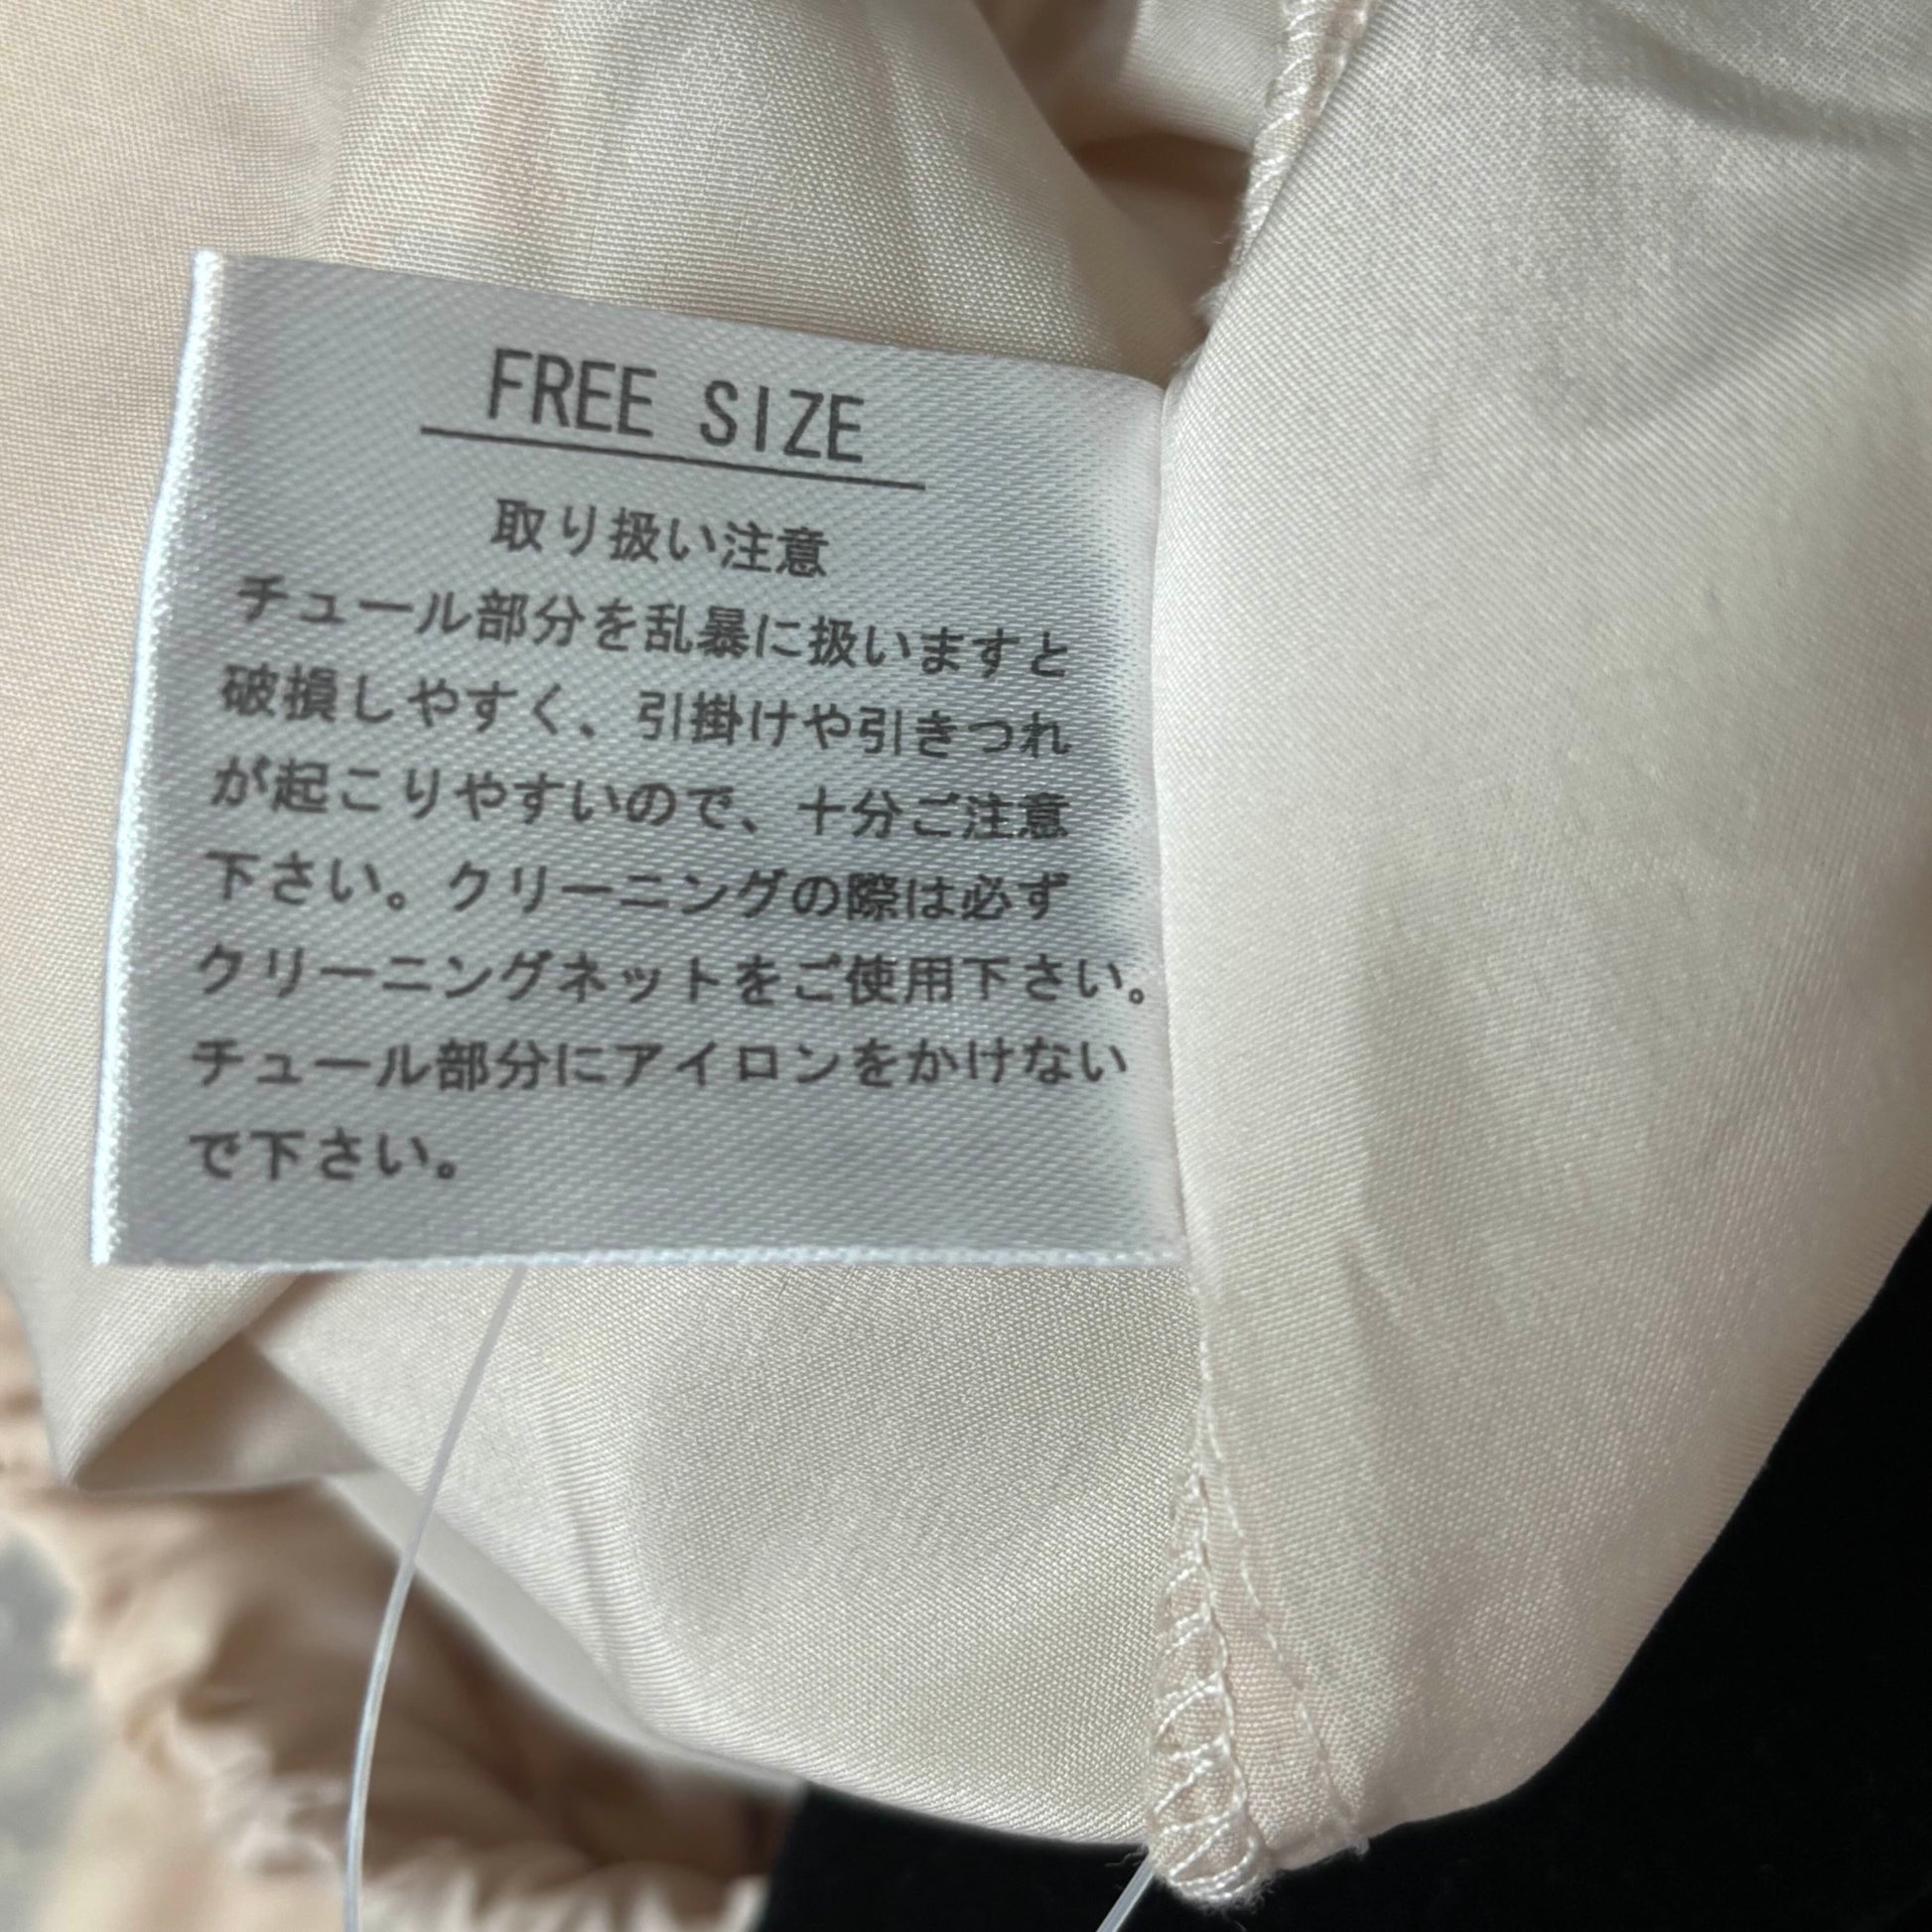 FREE SIZE
取り扱い注意
チュール部分を乱暴に扱いますと
破損しやすく、引掛けや引きつれ
が起こりやすいので、十分ご注意
下さい。クリーニングの際は必ず
クリーニングネットをご使用下さい。
チュール部分にアイロンをかけない
で下さい。